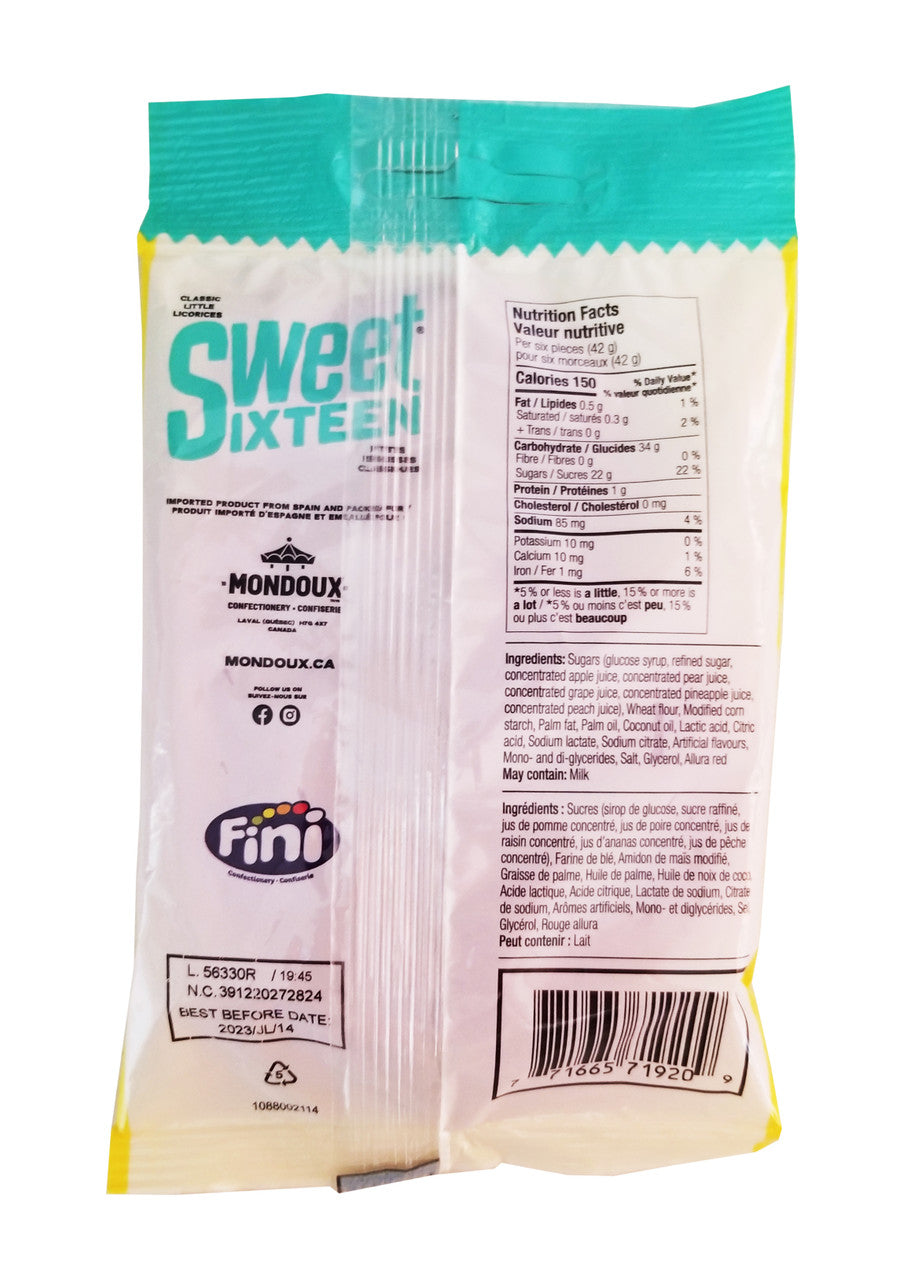 CLASSIC
LITTLE
LICORICES
Sweet®
SIXTEEN
CLASSIQUES
IMPORTED PRODUCT FROM SPAIN AND PACKED FOR /
PRODUIT IMPORTÉ D'ESPAGNE ET EMBALLÉ POUR :
MONDOUX
CONFECTIONERY • CONFISERIE
LAVAL (QUÉBEC) H7G 4X7
CANADA
MONDOUX.CA
FOLLOW US ON
SUIVEZ-NOUS SUR
Fini
Confectionery • Confiserie
L. 56330R / 19:45
N.C. 391220272824
BEST BEFORE DATE:
2023/JL/14
5
1088002114
Nutrition Facts
Valeur nutritive
Per six pieces (42 g)
pour six morceaux (42 g)
Calories 150
% Daily Value*
% valeur quotidienne*
Fat / Lipides 0.5 g 1 %
Saturated / saturés 0.3 g
+ Trans / trans 0 g 2 %
Carbohydrate / Glucides 34 g
Fibre / Fibres 0 g 0 %
Sugars / Sucres 22 g 22 %
Protein / Protéines 1 g
Cholesterol / Cholestérol 0 mg
Sodium 85 mg 4 %
Potassium 10 mg 0 %
Calcium 10 mg 1 %
Iron / Fer 1 mg 6 %
*5% or less is a little, 15% or more is
a lot / *5% ou moins c'est peu, 15%
ou plus c'est beaucoup
Ingredients: Sugars (glucose syrup, refined sugar,
concentrated apple juice, concentrated pear juice,
concentrated grape juice, concentrated pineapple juice,
concentrated peach juice), Wheat flour, Modified corn
starch, Palm fat, Palm oil, Coconut oil, Lactic acid, Citric
acid, Sodium lactate, Sodium citrate, Artificial flavours,
Mono- and di-glycerides, Salt, Glycerol, Allura red
May contain: Milk
Ingrédients : Sucres (sirop de glucose, sucre raffiné,
jus de pomme concentré, jus de poire concentré, jus de
raisin concentré, jus d'ananas concentré, jus de pêche
concentré), Farine de blé, Amidon de maïs modifié,
Graisse de palme, Huile de palme, Huile de noix de coco,
Acide lactique, Acide citrique, Lactate de sodium, Citrate
de sodium, Arômes artificiels, Mono- et diglycérides, Sel,
Glycérol, Rouge allura
Peut contenir : Lait
7 71665 71920 9